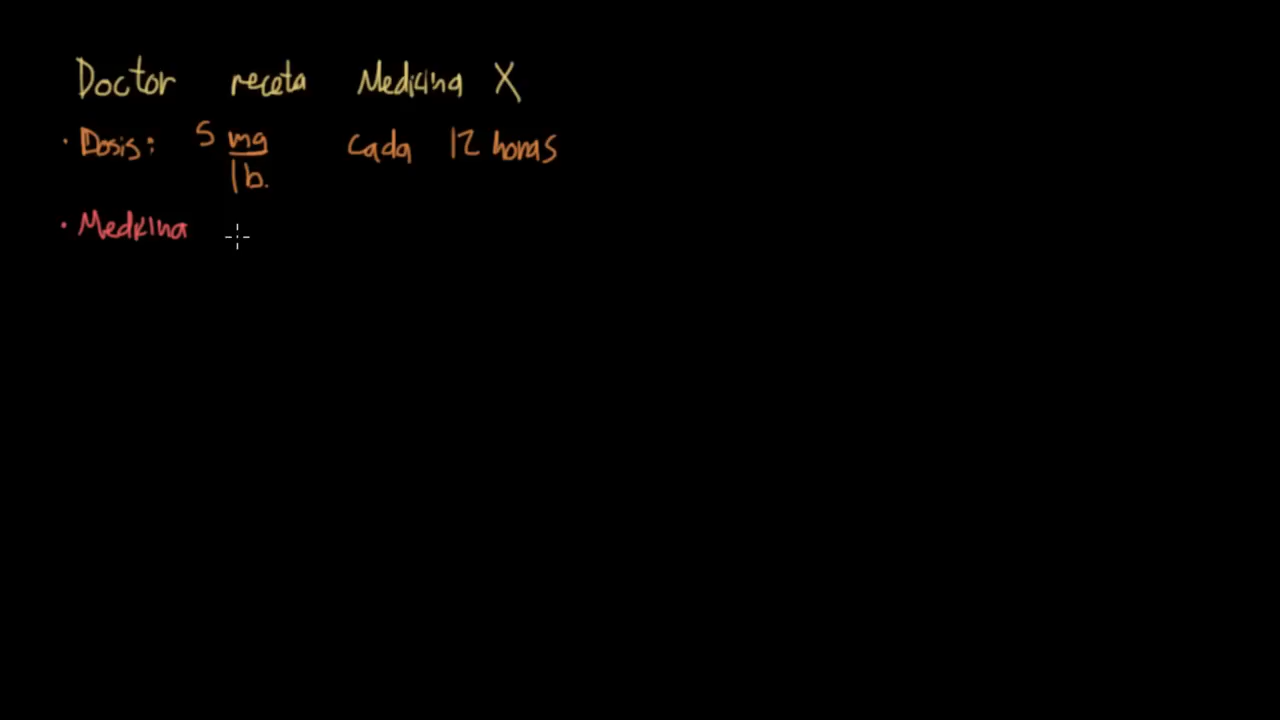 Doctor receta Medicina X
• Dosis: 5 mg/lb. cada 12 horas
• Medicina